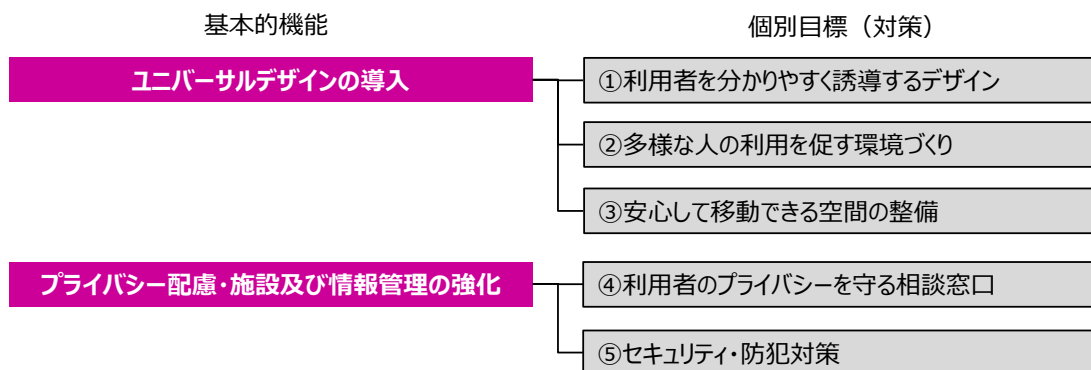 基本的機能
個別目標（対策）
ユニバーサルデザインの導入
①利用者を分かりやすく誘導するデザイン
②多様な人の利用を促す環境づくり
③安心して移動できる空間の整備
プライバシー配慮・施設及び情報管理の強化
④利用者のプライバシーを守る相談窓口
⑤セキュリティ・防犯対策